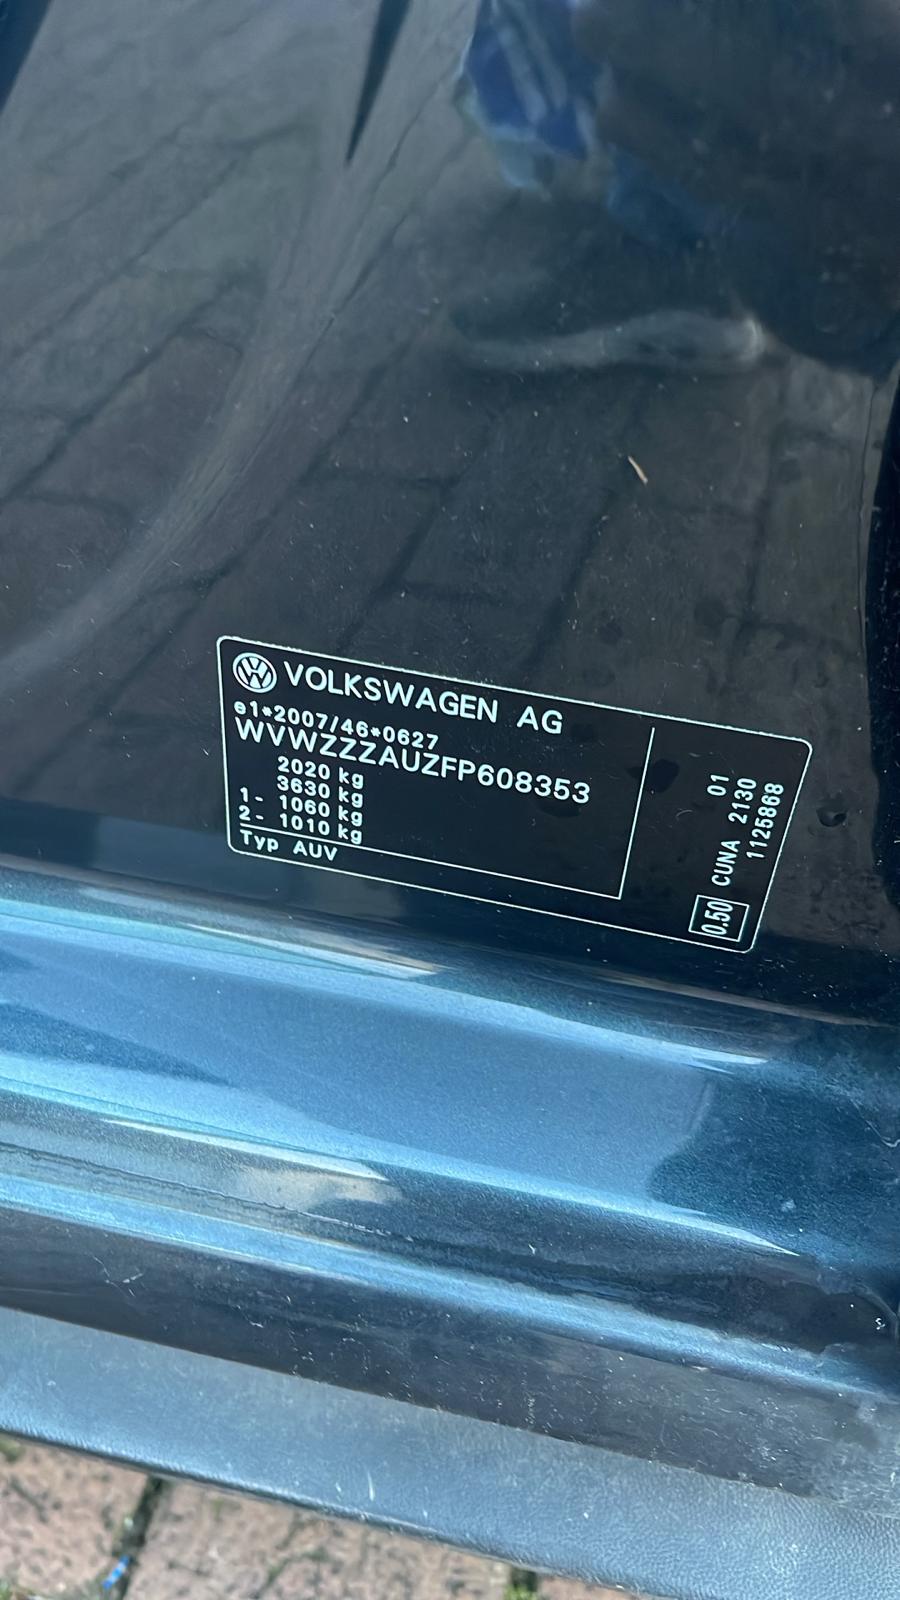 VOLKSWAGEN AG
e1*2007/46*0627
WVWZZZAUZFP608353
2020 kg
3630 kg
1- 1060 kg
2- 1010 kg
Typ AUV
01
0.50 CUNA 2130
1125868